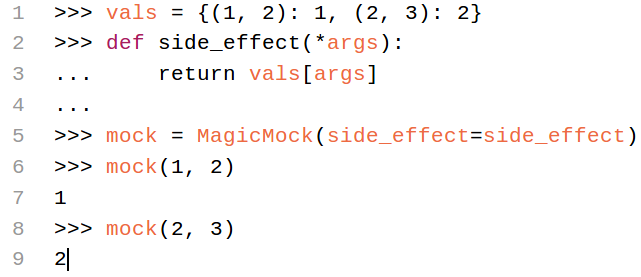 1 >>> vals = {(1, 2): 1, (2, 3): 2}
2 >>> def side_effect(*args):
3 ...     return vals[args]
4 ...
5 >>> mock = MagicMock(side_effect=side_effect)
6 >>> mock(1, 2)
7 1
8 >>> mock(2, 3)
9 2